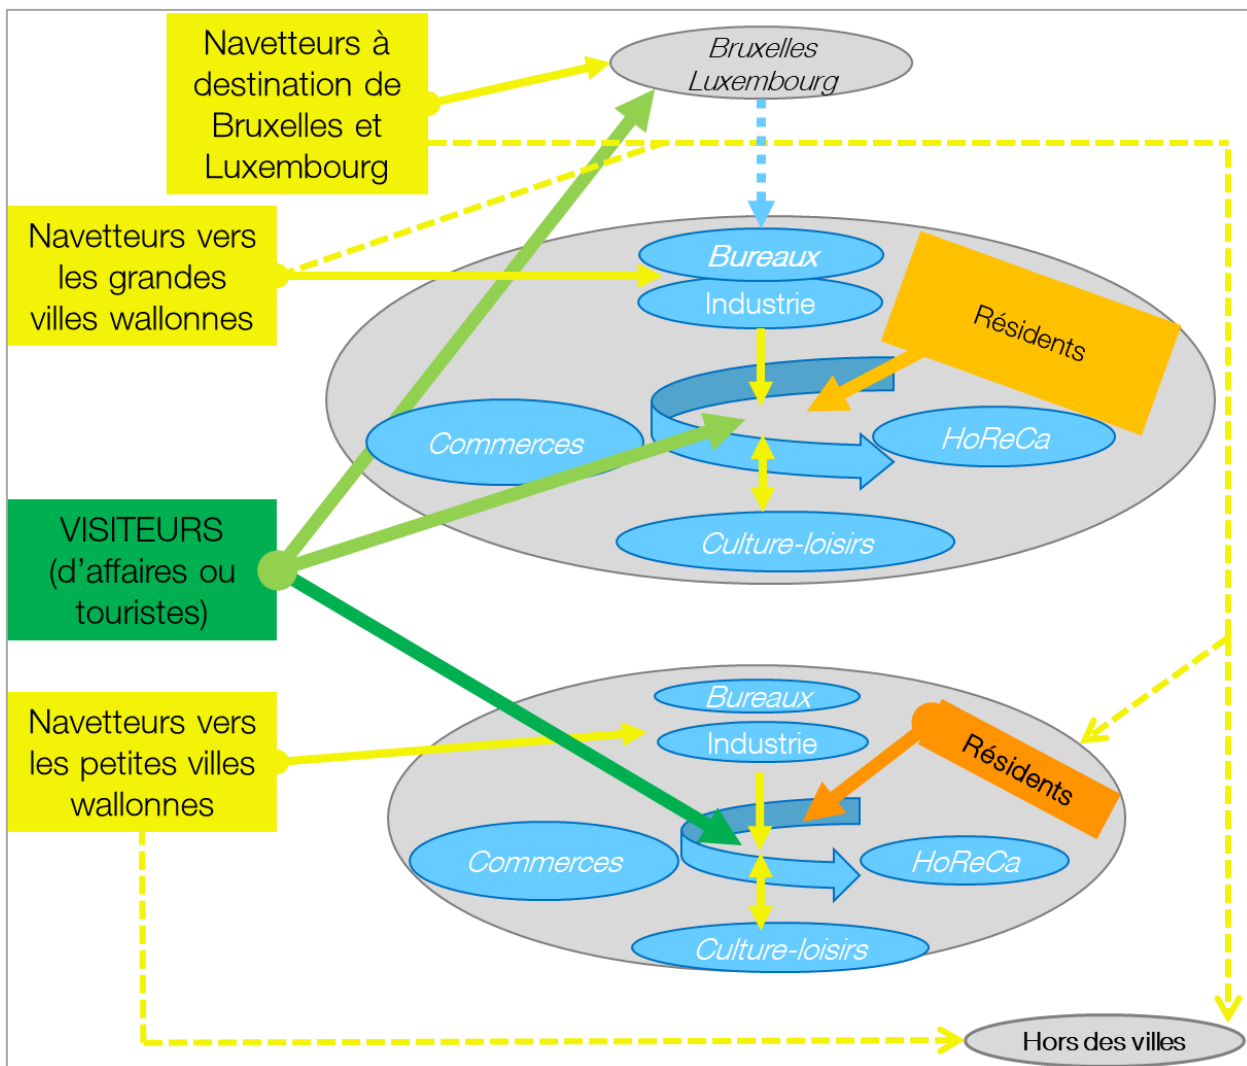 Navetteurs à
destination de
Bruxelles et
Luxembourg
Bruxelles
Luxembourg
Navetteurs vers
les grandes
villes wallonnes
Bureaux
Industrie
Résidents
Commerces
HoReCa
Culture-loisirs
VISITEURS
(d'affaires ou
touristes)
Navetteurs vers
les petites villes
wallonnes
Bureaux
Industrie
Résidents
Commerces
HoReCa
Culture-loisirs
Hors des villes